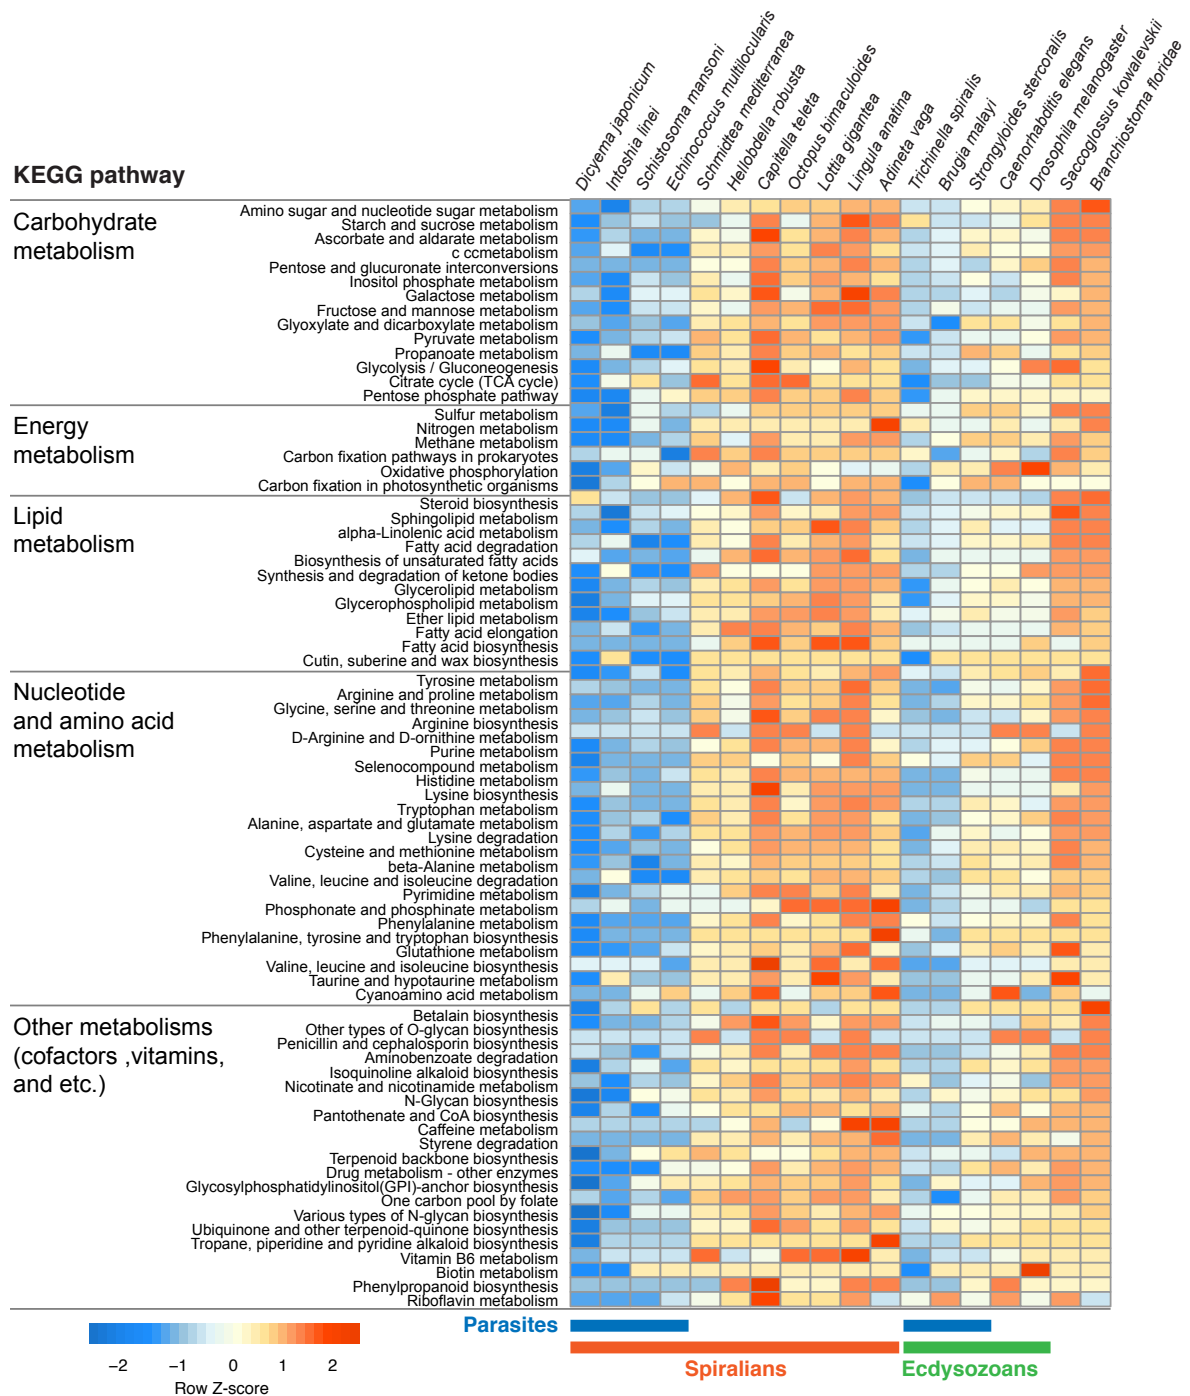 Dicyema japonicum
Intoshia linei
Schistosoma mansoni
Echinococcus multilocularis
Schmidtea mediterranea
Hellobdella robusta
Capitella teleta
Octopus bimaculoides
Lottia gigantea
Lingula anatina
Adineta vaga
Trichinella spiralis
Brugia malayi
Strongyloides stercoralis
Caenorhabditis elegans
Drosophila melanogaster
Saccoglossus kowalevskii
Branchiostoma floridae
KEGG pathway
Carbohydrate
metabolism
Amino sugar and nucleotide sugar metabolism
Starch and sucrose metabolism
Ascorbate and aldarate metabolism
c ccmetabolism
Pentose and glucuronate interconversions
Inositol phosphate metabolism
Galactose metabolism
Fructose and mannose metabolism
Glyoxylate and dicarboxylate metabolism
Pyruvate metabolism
Propanoate metabolism
Glycolysis / Gluconeogenesis
Citrate cycle (TCA cycle)
Pentose phosphate pathway
Energy
metabolism
Sulfur metabolism
Nitrogen metabolism
Methane metabolism
Carbon fixation pathways in prokaryotes
Oxidative phosphorylation
Carbon fixation in photosynthetic organisms
Lipid
metabolism
Steroid biosynthesis
Sphingolipid metabolism
alpha-Linolenic acid metabolism
Fatty acid degradation
Biosynthesis of unsaturated fatty acids
Synthesis and degradation of ketone bodies
Glycerolipid metabolism
Glycerophospholipid metabolism
Ether lipid metabolism
Fatty acid elongation
Fatty acid biosynthesis
Cutin, suberine and wax biosynthesis
Nucleotide
and amino acid
metabolism
Tyrosine metabolism
Arginine and proline metabolism
Glycine, serine and threonine metabolism
Arginine biosynthesis
D-Arginine and D-ornithine metabolism
Purine metabolism
Selenocompound metabolism
Histidine metabolism
Lysine biosynthesis
Tryptophan metabolism
Alanine, aspartate and glutamate metabolism
Lysine degradation
Cysteine and methionine metabolism
beta-Alanine metabolism
Valine, leucine and isoleucine degradation
Pyrimidine metabolism
Phosphonate and phosphinate metabolism
Phenylalanine metabolism
Phenylalanine, tyrosine and tryptophan biosynthesis
Glutathione metabolism
Valine, leucine and isoleucine biosynthesis
Taurine and hypotaurine metabolism
Cyanoamino acid metabolism
Other metabolisms
(cofactors ,vitamins,
and etc.)
Betalain biosynthesis
Other types of O-glycan biosynthesis
Penicillin and cephalosporin biosynthesis
Aminobenzoate degradation
Isoquinoline alkaloid biosynthesis
Nicotinate and nicotinamide metabolism
N-Glycan biosynthesis
Pantothenate and CoA biosynthesis
Caffeine metabolism
Styrene degradation
Terpenoid backbone biosynthesis
Drug metabolism - other enzymes
Glycosylphosphatidylinositol(GPI)-anchor biosynthesis
One carbon pool by folate
Various types of N-glycan biosynthesis
Ubiquinone and other terpenoid-quinone biosynthesis
Tropane, piperidine and pyridine alkaloid biosynthesis
Vitamin B6 metabolism
Biotin metabolism
Phenylpropanoid biosynthesis
Riboflavin metabolism
Parasites
Spiralians
Ecdysozoans
−2 −1 0 1 2
Row Z-score